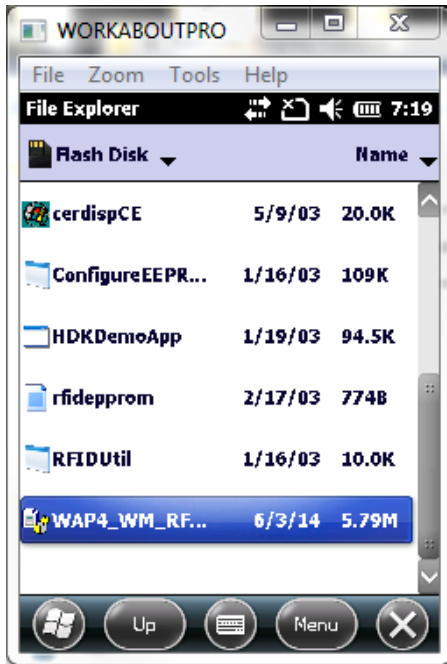 WORKABOUTPRO
File Zoom Tools Help
File Explorer 7:19
Flash Disk Name
cerdispCE 5/9/03 20.0K
ConfigureEEPR... 1/16/03 109K
HDKDemoApp 1/19/03 94.5K
rfidepprom 2/17/03 774B
RFIDUtil 1/16/03 10.0K
WAP4_WM_RF... 6/3/14 5.79M
Up Menu